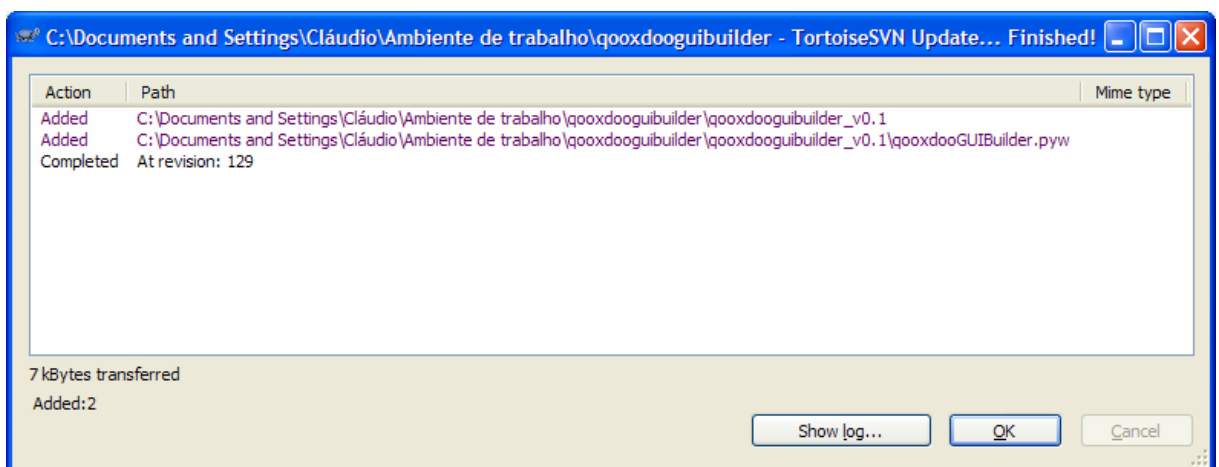 C:\Documents and Settings\Cláudio\Ambiente de trabalho\qooxdooguibuilder - TortoiseSVN Update... Finished!
Action Path Mime type
Added C:\Documents and Settings\Cláudio\Ambiente de trabalho\qooxdooguibuilder\qooxdooguibuilder_v0.1
Added C:\Documents and Settings\Cláudio\Ambiente de trabalho\qooxdooguibuilder\qooxdooguibuilder_v0.1\qooxdooGUIBuilder.pyw
Completed At revision: 129
7 kBytes transferred
Added:2
Show log... OK Cancel